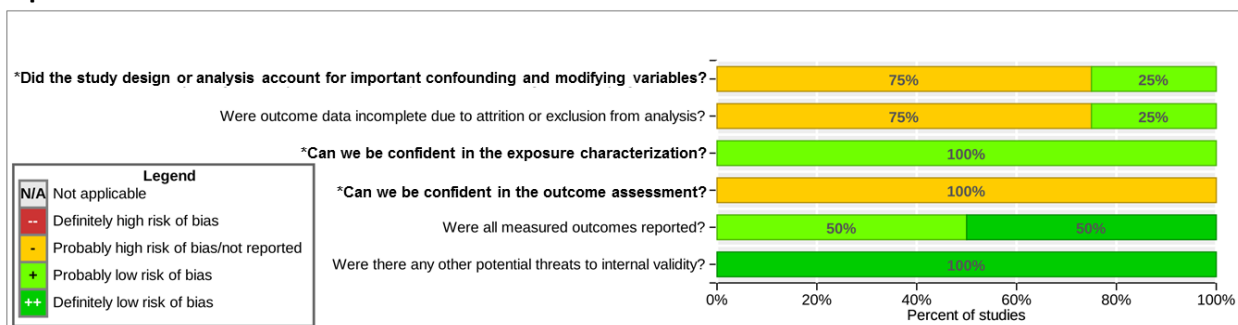 *Did the study design or analysis account for important confounding and modifying variables?
75%
25%
Were outcome data incomplete due to attrition or exclusion from analysis?
75%
25%
*Can we be confident in the exposure characterization?
100%
*Can we be confident in the outcome assessment?
100%
Were all measured outcomes reported?
50%
50%
Were there any other potential threats to internal validity?
100%
0%
20%
40%
60%
80%
100%
Percent of studies
Legend
N/A Not applicable
-- Definitely high risk of bias
- Probably high risk of bias/not reported
+ Probably low risk of bias
++ Definitely low risk of bias